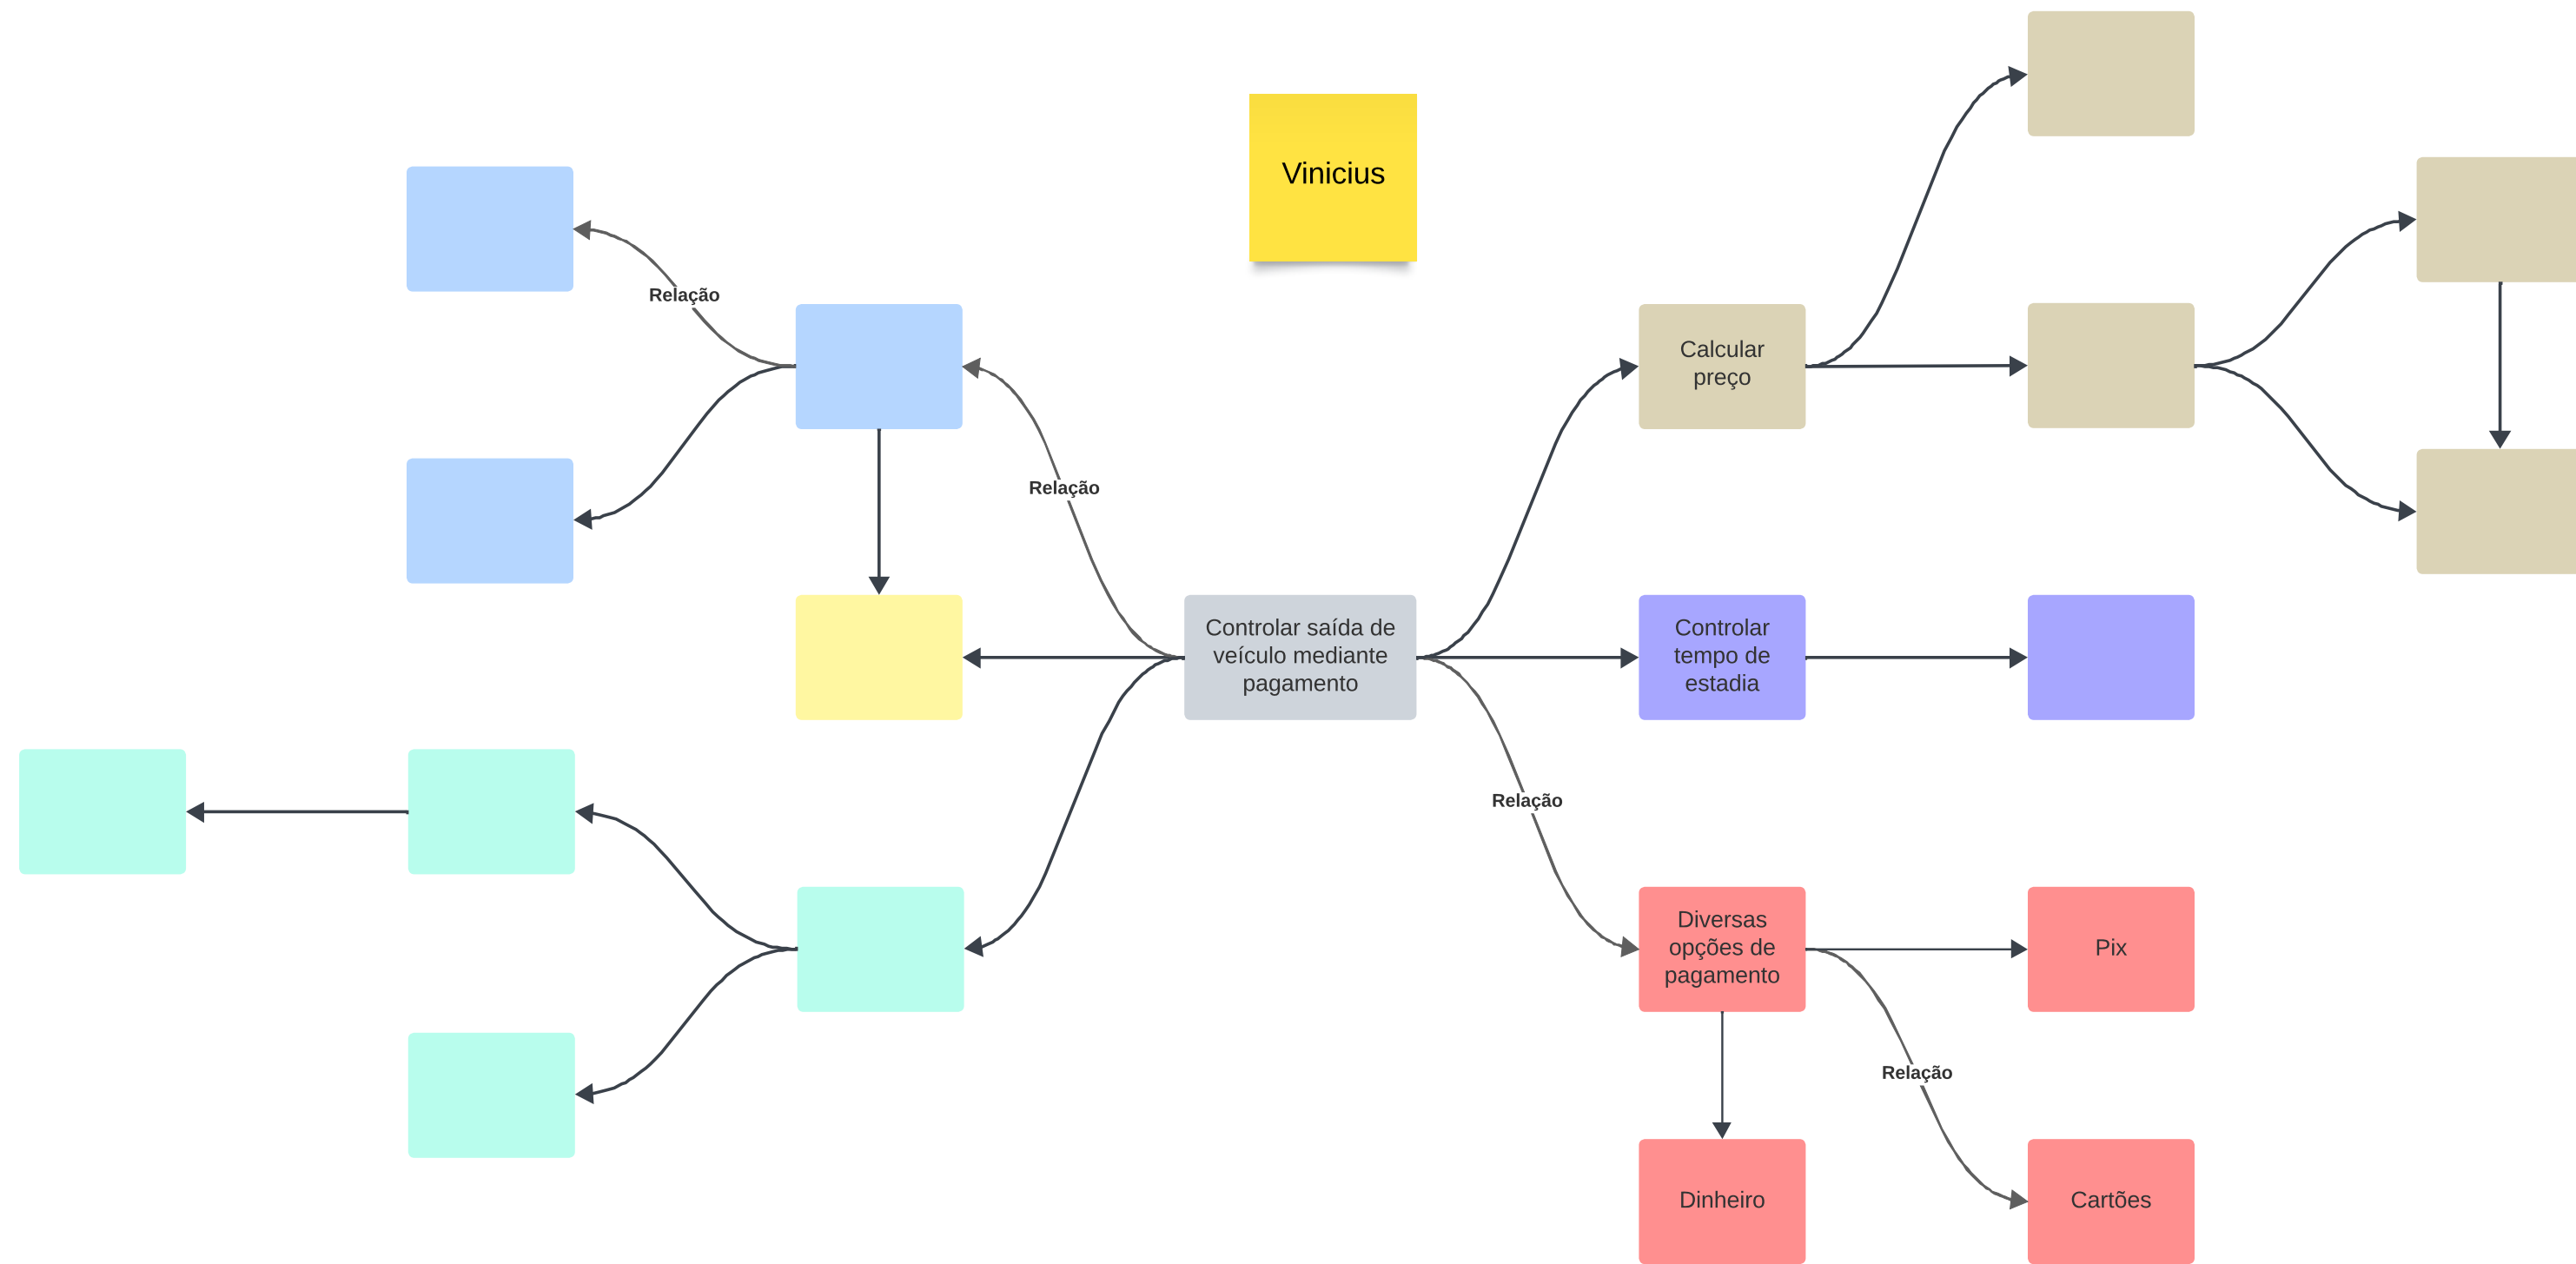 Vinicius
Relação
Calcular
preço
Relação
Controlar saída de
veículo mediante
pagamento
Controlar
tempo de
estadia
Relação
Diversas
opções de
pagamento
Pix
Relação
Dinheiro
Cartões